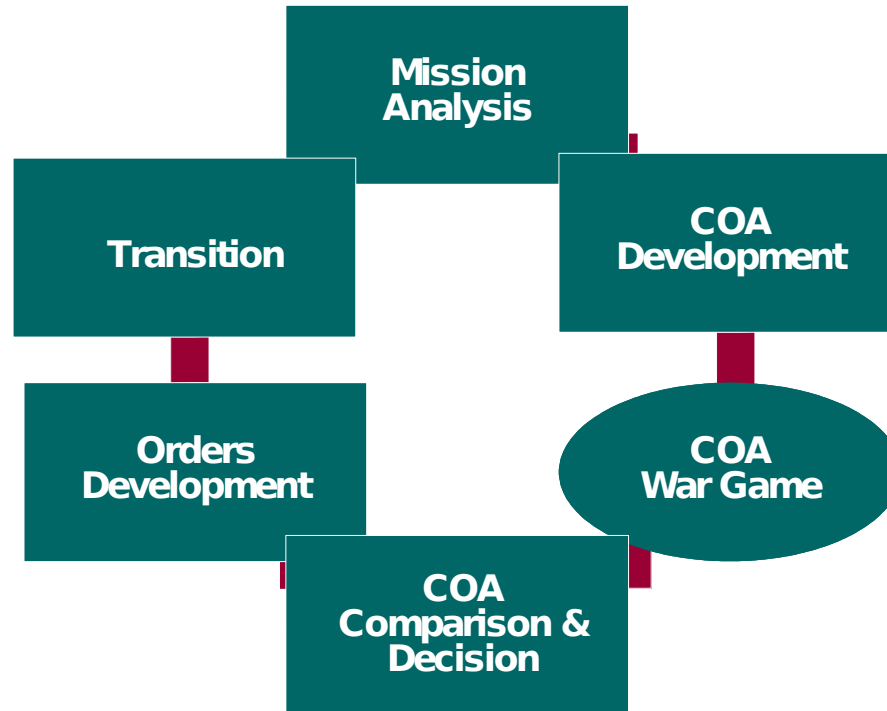 Mission
Analysis
COA
Development
COA
War Game
COA
Comparison &
Decision
Orders
Development
Transition